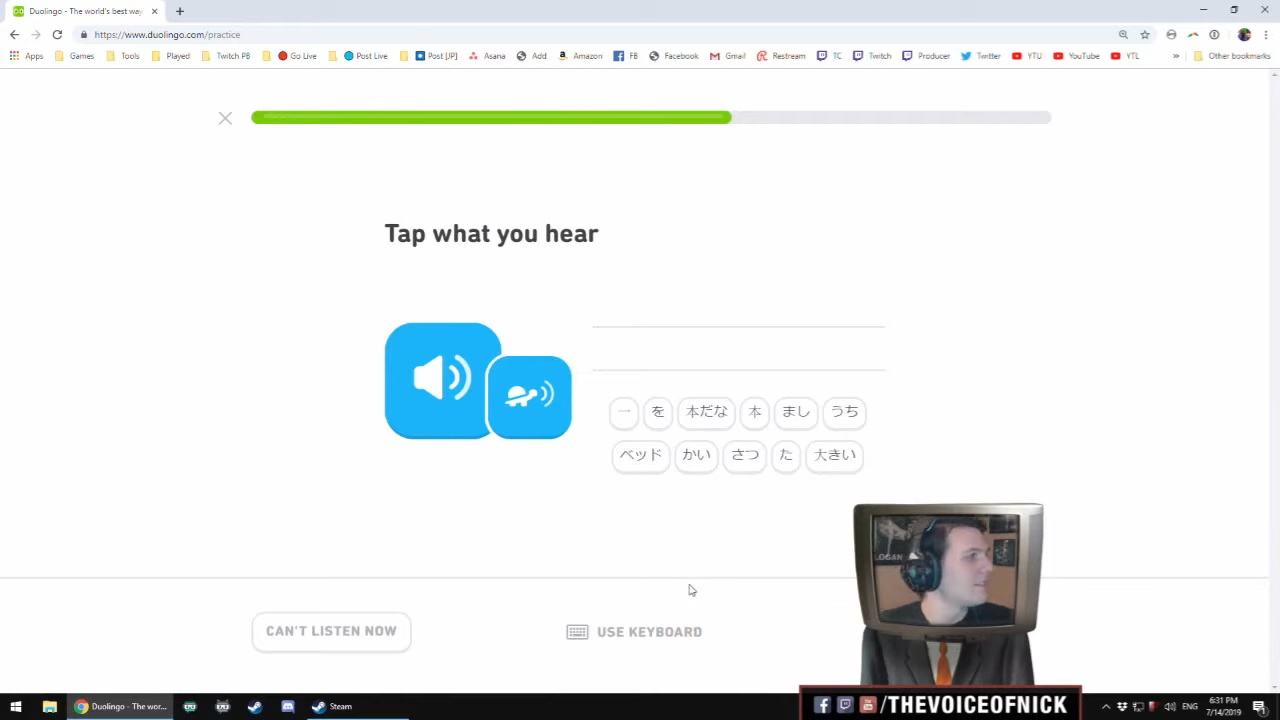 Duolingo - The world's best way
https://www.duolingo.com/practice
Apps Games Tools Played Twitch PB Go Live Post Live Post [JP] Asana Add Amazon FB Facebook Gmail Restream TC Twitch Producer Twitter YTU YouTube YTL » Other bookmarks
Tap what you hear
一 を 本だな 本 まし うち
ベッド かい さつ た 大きい
LOGAN
CAN'T LISTEN NOW
USE KEYBOARD
/THEVOICEOFNICK
Duolingo - The wor...
Steam
ENG
6:31 PM
7/14/2019